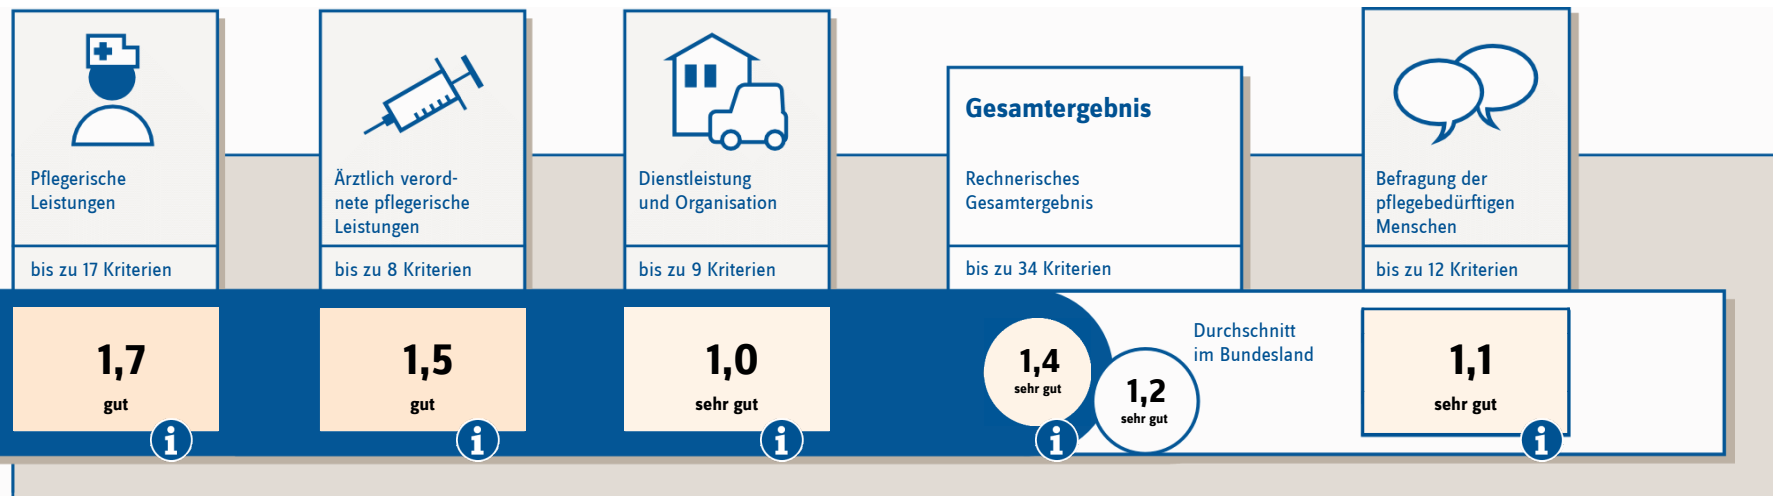 Pflegerische
Leistungen
bis zu 17 Kriterien
1,7
gut
i
Ärztlich verord-
nete pflegerische
Leistungen
bis zu 8 Kriterien
1,5
gut
i
Dienstleistung
und Organisation
bis zu 9 Kriterien
1,0
sehr gut
i
Gesamtergebnis
Rechnerisches
Gesamtergebnis
bis zu 34 Kriterien
1,4
sehr gut
i
1,2
sehr gut
Durchschnitt
im Bundesland
Befragung der
pflegebedürftigen
Menschen
bis zu 12 Kriterien
1,1
sehr gut
i